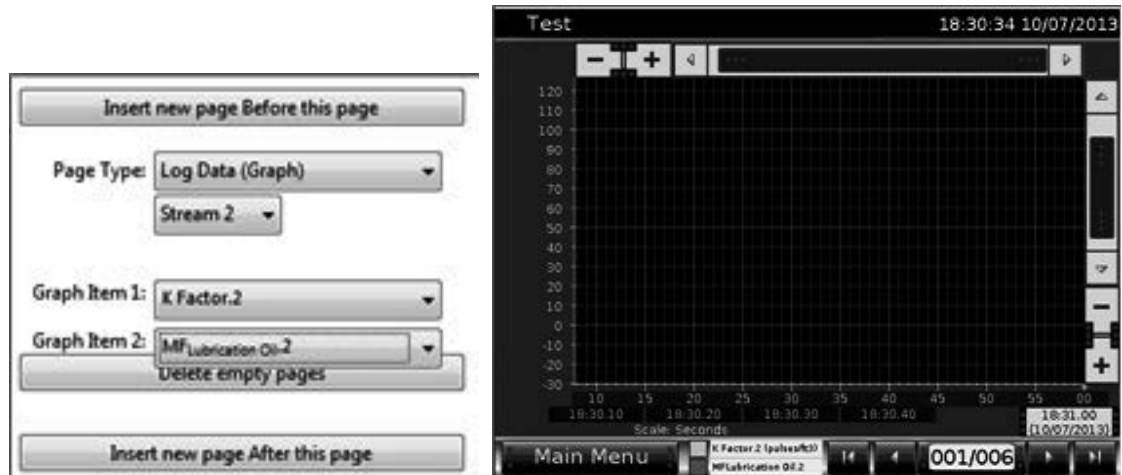 Insert new page Before this page
Page Type: Log Data (Graph)
Stream 2
Graph Item 1: K Factor.2
Graph Item 2: MFLubrication Oil.2
Delete empty pages
Insert new page After this page
Test 18:30:34 10/07/2013
120
110
100
90
80
70
60
50
40
30
20
10
0
-10
-20
-30
10 15 20 25 30 35 40 45 50 55 00
18:30.10 18:30.20 18:30.30 18:30.40 18:31.00
Scale: Seconds (10/07/2013)
Main Menu K Factor.2 (pulses/ft3) 001/006
MFLubrication Oil.2